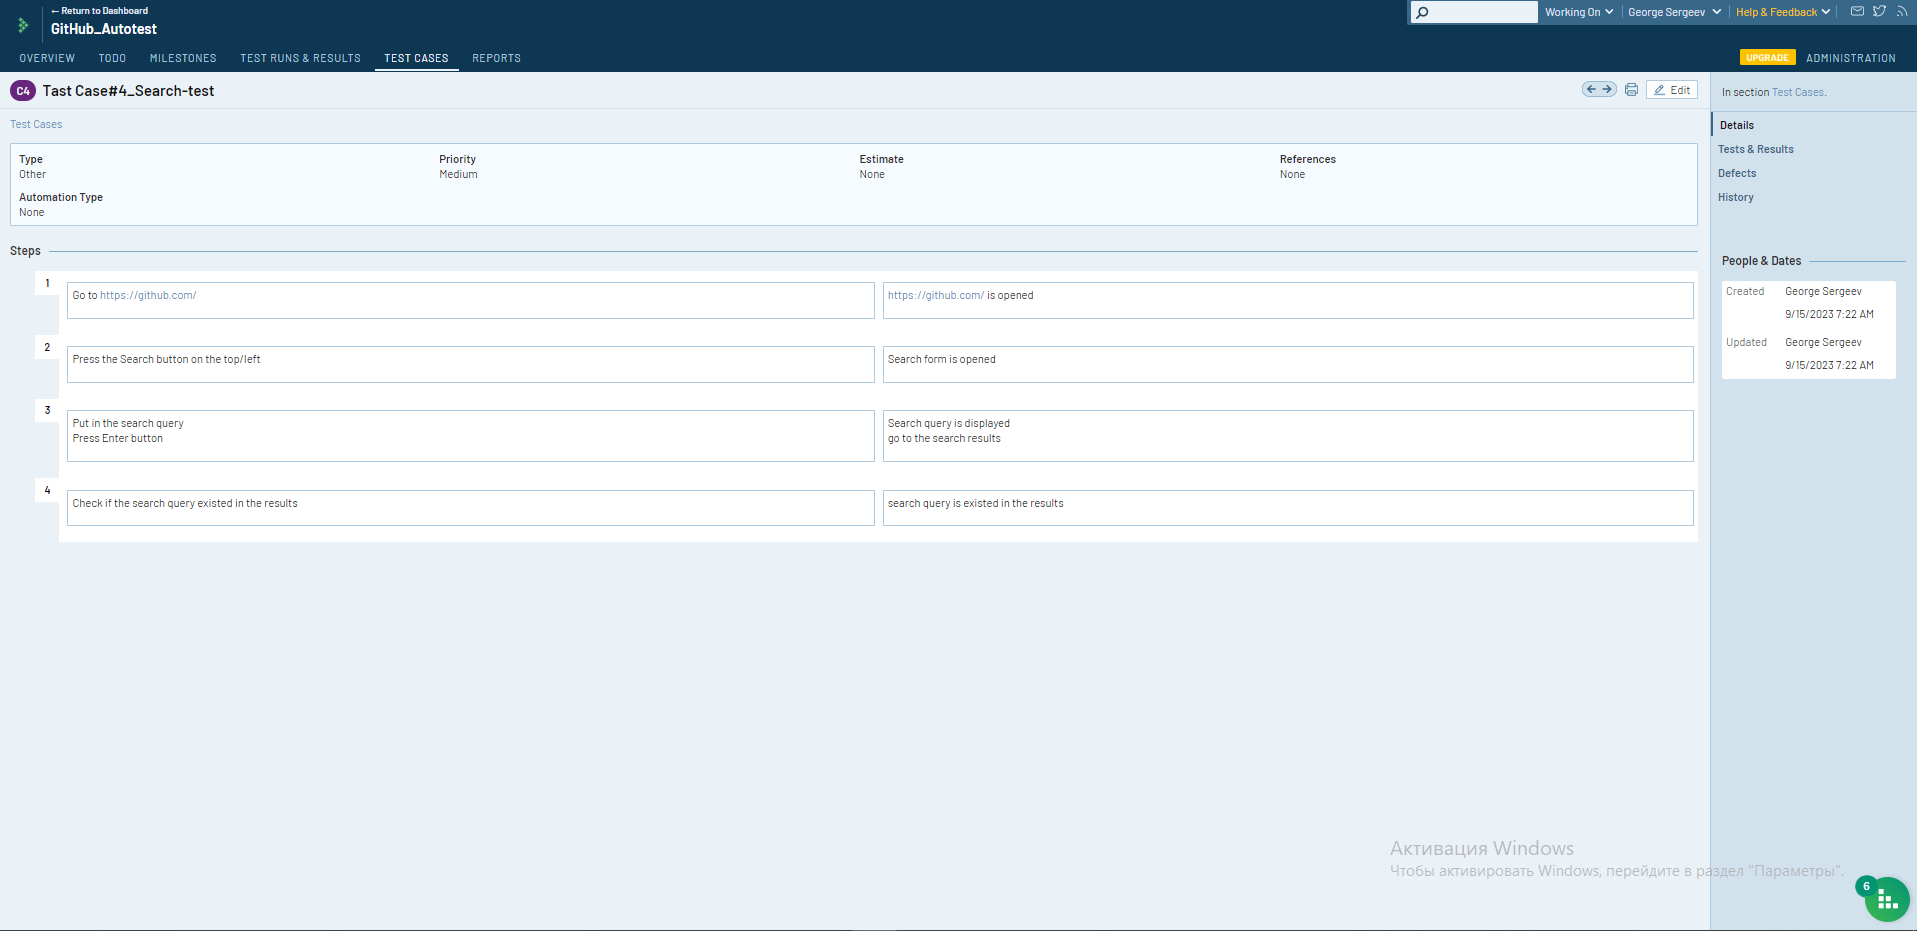 ← Return to Dashboard
GitHub_Autotest
Working On
George Sergeev
Help & Feedback
OVERVIEW
TODO
MILESTONES
TEST RUNS & RESULTS
TEST CASES
REPORTS
UPGRADE
ADMINISTRATION
C4
Tast Case#4_Search-test
Edit
Test Cases
Type
Other
Priority
Medium
Estimate
None
References
None
Automation Type
None
Steps
1
Go to https://github.com/
https://github.com/ is opened
2
Press the Search button on the top/left
Search form is opened
3
Put in the search query
Press Enter button
Search query is displayed
go to the search results
4
Check if the search query existed in the results
search query is existed in the results
In section Test Cases.
Details
Tests & Results
Defects
History
People & Dates
Created
George Sergeev
9/15/2023 7:22 AM
Updated
George Sergeev
9/15/2023 7:22 AM
Активация Windows
Чтобы активировать Windows, перейдите в раздел "Параметры".
6